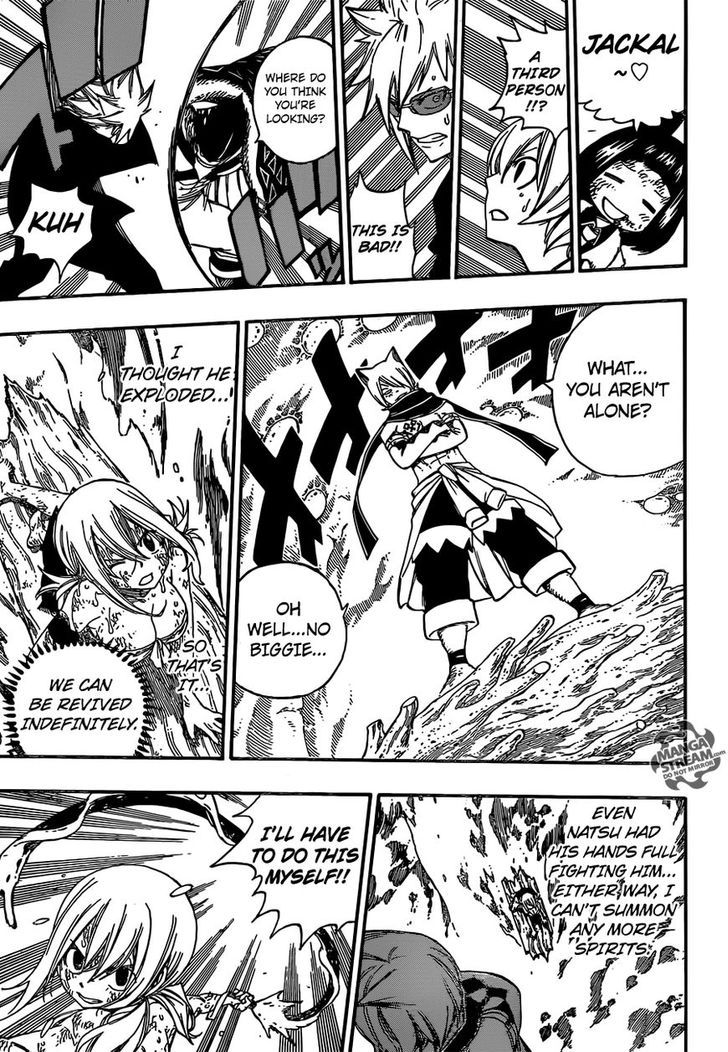 JACKAL
~♡
A
THIRD
PERSON
!!?
THIS IS
BAD!!
WHERE DO
YOU THINK
YOU'RE
LOOKING?
KUH
WHAT...
YOU AREN'T
ALONE?
OH
WELL...NO
BIGGIE...
I
THOUGHT HE
EXPLODED...
SO
THAT'S
IT...
WE CAN
BE REVIVED
INDEFINITELY.
EVEN
NATSU HAD
HIS HANDS FULL
FIGHTING HIM...
EITHER WAY, I
CAN'T SUMMON
ANY MORE
SPIRITS.
I'LL HAVE
TO DO THIS
MYSELF!!
MANGA
STREAM.com
DO NOT MIRROR